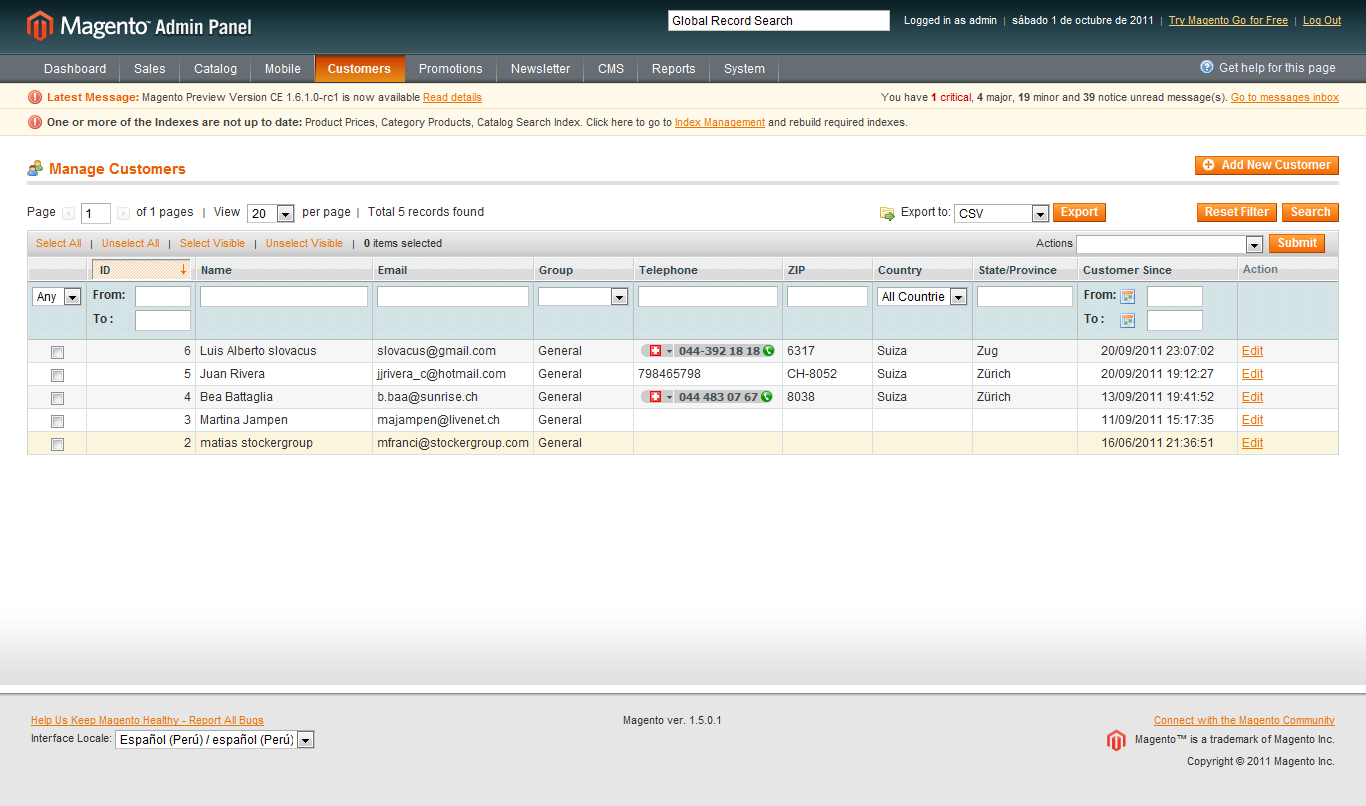 Magento™ Admin Panel
Global Record Search
Logged in as admin | sábado 1 de octubre de 2011 | Try Magento Go for Free | Log Out
Dashboard Sales Catalog Mobile Customers Promotions Newsletter CMS Reports System Get help for this page
Latest Message: Magento Preview Version CE 1.6.1.0-rc1 is now available Read details You have 1 critical, 4 major, 19 minor and 39 notice unread message(s). Go to messages inbox
One or more of the Indexes are not up to date: Product Prices, Category Products, Catalog Search Index. Click here to go to Index Management and rebuild required indexes.
Manage Customers Add New Customer
Page 1 of 1 pages | View 20 per page | Total 5 records found Export to: CSV Export Reset Filter Search
Select All | Unselect All | Select Visible | Unselect Visible | 0 items selected Actions Submit
ID Name Email Group Telephone ZIP Country State/Province Customer Since Action
Any From: All Countrie From:
To : To :
6 Luis Alberto slovacus slovacus@gmail.com General 044-392 18 18 6317 Suiza Zug 20/09/2011 23:07:02 Edit
5 Juan Rivera jjrivera_c@hotmail.com General 798465798 CH-8052 Suiza Zürich 20/09/2011 19:12:27 Edit
4 Bea Battaglia b.baa@sunrise.ch General 044 483 07 67 8038 Suiza Zürich 13/09/2011 19:41:52 Edit
3 Martina Jampen majampen@livenet.ch General 11/09/2011 15:17:35 Edit
2 matias stockergroup mfranci@stockergroup.com General 16/06/2011 21:36:51 Edit
Help Us Keep Magento Healthy - Report All Bugs Magento ver. 1.5.0.1 Connect with the Magento Community
Interface Locale: Español (Perú) / español (Perú) Magento™ is a trademark of Magento Inc.
Copyright © 2011 Magento Inc.